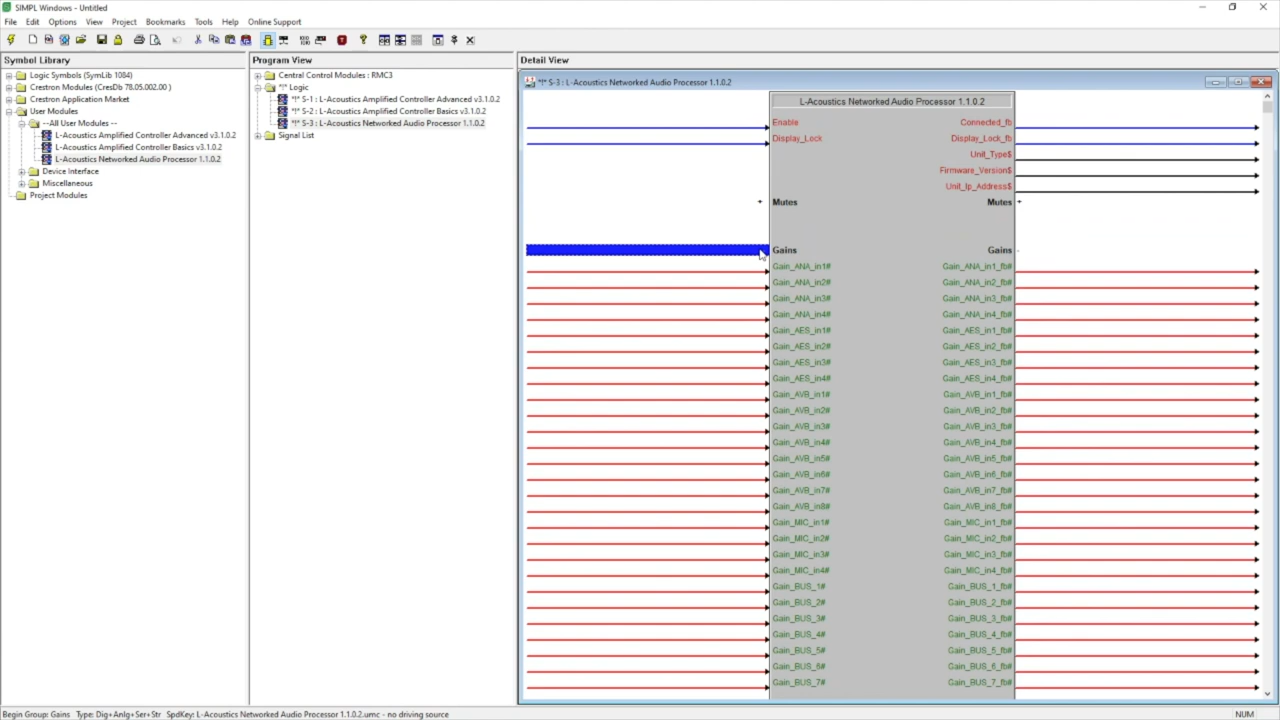 SIMPL Windows - Untitled
File Edit Options View Project Bookmarks Tools Help Online Support
Symbol Library
Logic Symbols (SymLib 1084)
Crestron Modules (CresDb 78.05.002.00 )
Crestron Application Market
User Modules
--All User Modules --
L-Acoustics Amplified Controller Advanced v3.1.0.2
L-Acoustics Amplified Controller Basics v3.1.0.2
L-Acoustics Networked Audio Processor 1.1.0.2
Device Interface
Miscellaneous
Project Modules
Program View
Central Control Modules : RMC3
*!* Logic
*!* S-1 : L-Acoustics Amplified Controller Advanced v3.1.0.2
*!* S-2 : L-Acoustics Amplified Controller Basics v3.1.0.2
*!* S-3 : L-Acoustics Networked Audio Processor 1.1.0.2
Signal List
Detail View
*!* S-3 : L-Acoustics Networked Audio Processor 1.1.0.2
L-Acoustics Networked Audio Processor 1.1.0.2
Enable Connected_fb
Display_Lock Display_Lock_fb
Unit_Type$
Firmware_Version$
Unit_Ip_Address$
+ Mutes Mutes +
Gains Gains -
Gain_ANA_in1# Gain_ANA_in1_fb#
Gain_ANA_in2# Gain_ANA_in2_fb#
Gain_ANA_in3# Gain_ANA_in3_fb#
Gain_ANA_in4# Gain_ANA_in4_fb#
Gain_AES_in1# Gain_AES_in1_fb#
Gain_AES_in2# Gain_AES_in2_fb#
Gain_AES_in3# Gain_AES_in3_fb#
Gain_AES_in4# Gain_AES_in4_fb#
Gain_AVB_in1# Gain_AVB_in1_fb#
Gain_AVB_in2# Gain_AVB_in2_fb#
Gain_AVB_in3# Gain_AVB_in3_fb#
Gain_AVB_in4# Gain_AVB_in4_fb#
Gain_AVB_in5# Gain_AVB_in5_fb#
Gain_AVB_in6# Gain_AVB_in6_fb#
Gain_AVB_in7# Gain_AVB_in7_fb#
Gain_AVB_in8# Gain_AVB_in8_fb#
Gain_MIC_in1# Gain_MIC_in1_fb#
Gain_MIC_in2# Gain_MIC_in2_fb#
Gain_MIC_in3# Gain_MIC_in3_fb#
Gain_MIC_in4# Gain_MIC_in4_fb#
Gain_BUS_1# Gain_BUS_1_fb#
Gain_BUS_2# Gain_BUS_2_fb#
Gain_BUS_3# Gain_BUS_3_fb#
Gain_BUS_4# Gain_BUS_4_fb#
Gain_BUS_5# Gain_BUS_5_fb#
Gain_BUS_6# Gain_BUS_6_fb#
Gain_BUS_7# Gain_BUS_7_fb#
Begin Group: Gains Type: Dig+Anlg+Ser+Str SpdKey: L-Acoustics Networked Audio Processor 1.1.0.2.umc - no driving source
NUM